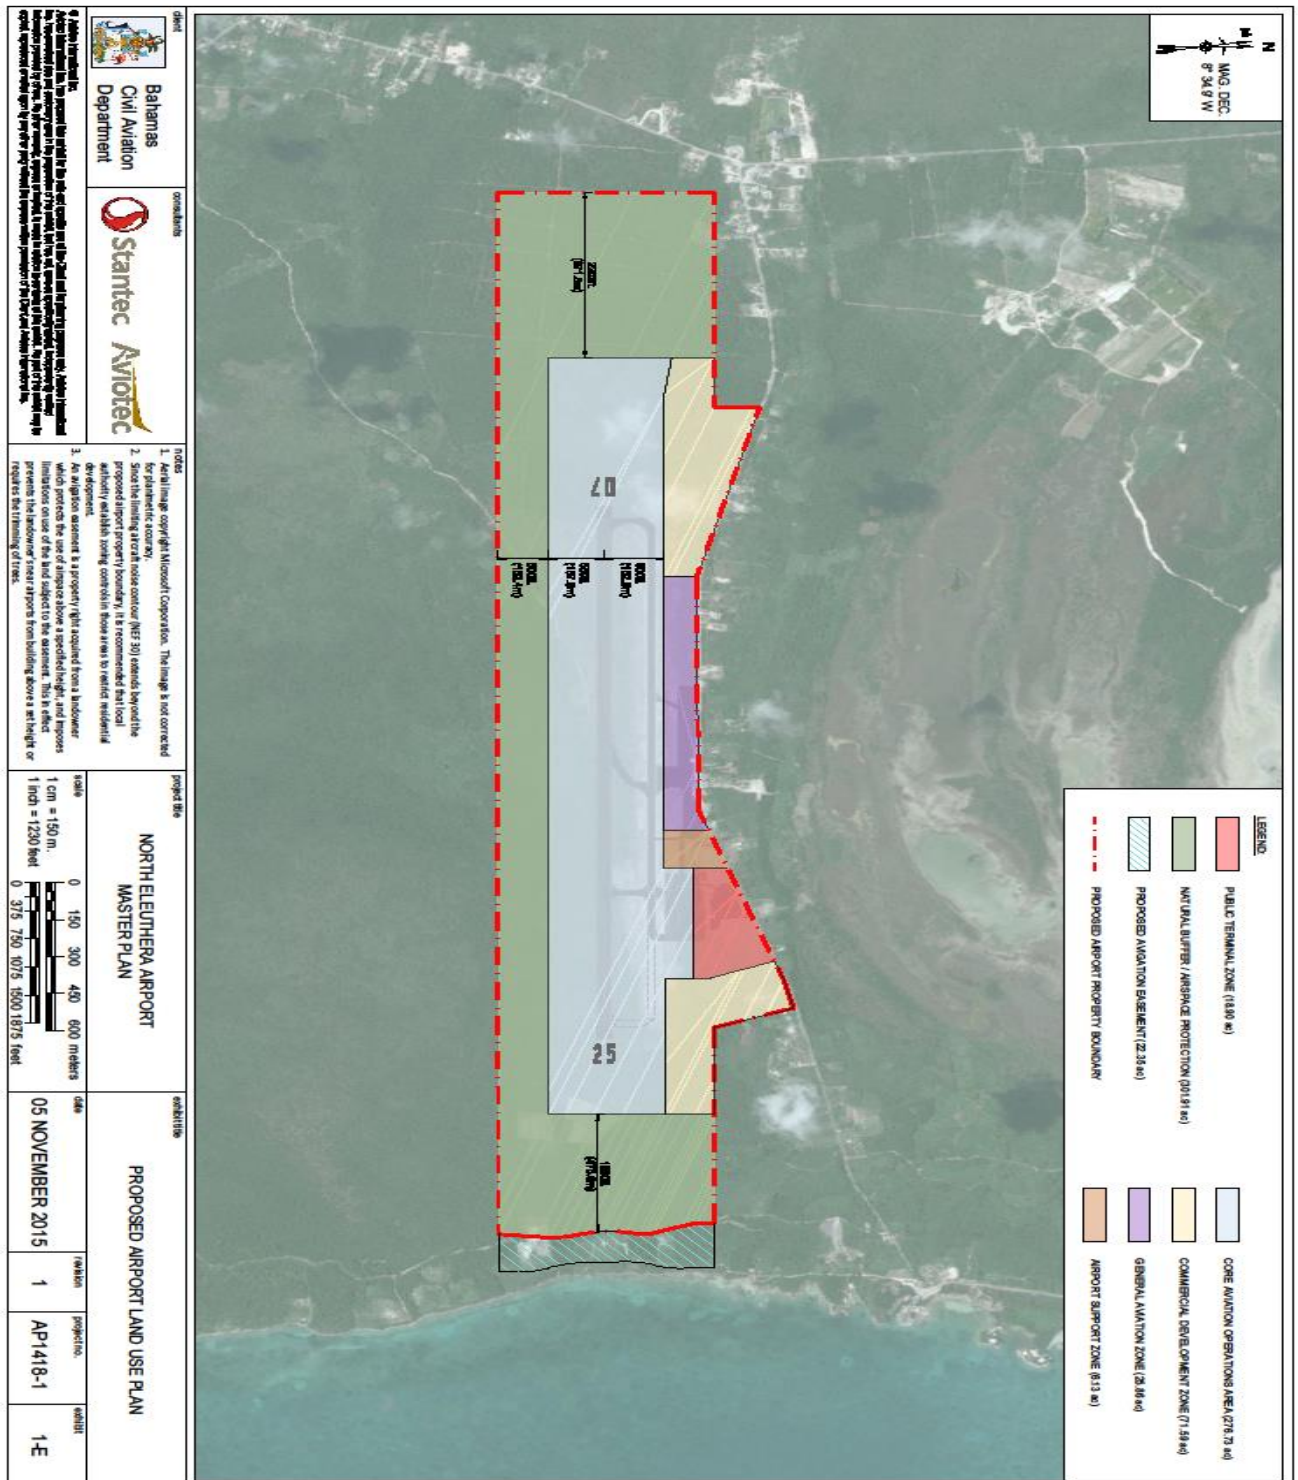 N
MAG. DEC.
8° 34.9' W
LEGEND:
PUBLIC TERMINAL ZONE (18.90 ac)
NATURAL BUFFER / AIRSPACE PROTECTION (301.91 ac)
PROPOSED AVIGATION EASEMENT (22.35 ac)
PROPOSED AIRPORT PROPERTY BOUNDARY
CORE AVIATION OPERATIONS AREA (276.73 ac)
COMMERCIAL DEVELOPMENT ZONE (71.59 ac)
GENERAL AVIATION ZONE (25.86 ac)
AIRPORT SUPPORT ZONE (6.13 ac)
07
25
client
Bahamas
Civil Aviation
Department
consultants
Stantec Aviotec
notes
1. Aerial image copyright Microsoft Corporation. The image is not corrected
for planimetric accuracy.
2. Since the limiting aircraft noise contour (NEF 30) extends beyond the
proposed airport property boundary, it is recommended that local
authority establish zoning controls in those areas to restrict residential
development.
3. An avigation easement is a property right acquired from a landowner
which protects the use of airspace above a specified height, and imposes
limitations on use of the land subject to the easement. This in effect
prevents the landowner's near airports from building above a set height or
requires the trimming of trees.
project title
NORTH ELEUTHERA AIRPORT
MASTER PLAN
scale
1 cm = 150 m.
1 inch = 1230 feet
0 150 300 450 600 meters
0 375 750 1075 1500 1875 feet
exhibit title
PROPOSED AIRPORT LAND USE PLAN
date
05 NOVEMBER 2015
revision
1
project no.
AP1418-1
exhibit
1-E